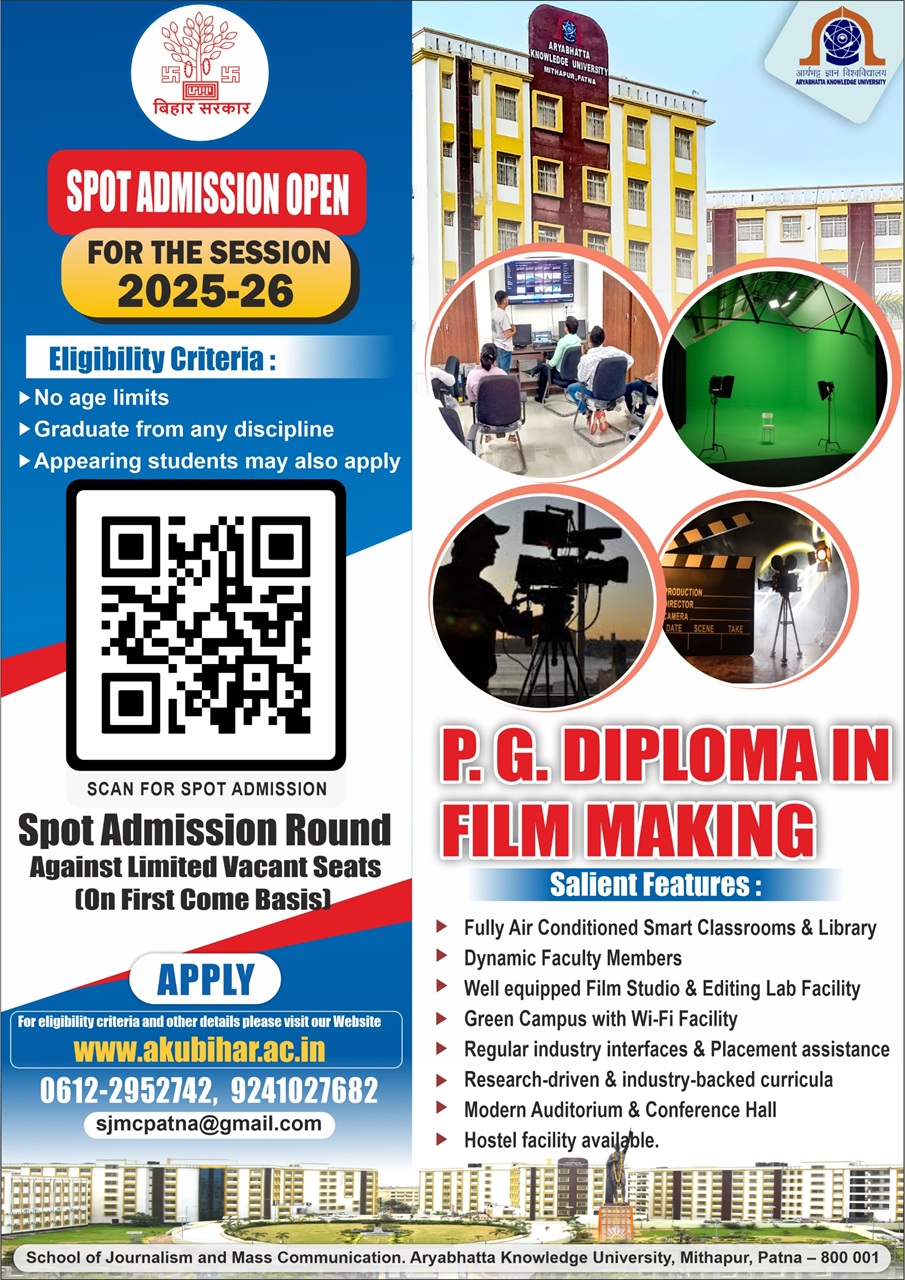 बिहार सरकार
SPOT ADMISSION OPEN
FOR THE SESSION
2025-26
Eligibility Criteria :
No age limits
Graduate from any discipline
Appearing students may also apply
SCAN FOR SPOT ADMISSION
Spot Admission Round
Against Limited Vacant Seats
(On First Come Basis)
APPLY
For eligibility criteria and other details please visit our Website
www.akubihar.ac.in
0612-2952742, 9241027682
sjmcpatna@gmail.com
ARYABHATTA
KNOWLEDGE UNIVERSITY
MITHAPUR, PATNA
आर्यभट्ट ज्ञान विश्वविद्यालय
ARYABHATTA KNOWLEDGE UNIVERSITY
PRODUCTION
DIRECTOR
CAMERA
DATE SCENE TAKE
P. G. DIPLOMA IN
FILM MAKING
Salient Features :
Fully Air Conditioned Smart Classrooms & Library
Dynamic Faculty Members
Well equipped Film Studio & Editing Lab Facility
Green Campus with Wi-Fi Facility
Regular industry interfaces & Placement assistance
Research-driven & industry-backed curricula
Modern Auditorium & Conference Hall
Hostel facility available.
School of Journalism and Mass Communication. Aryabhatta Knowledge University, Mithapur, Patna – 800 001